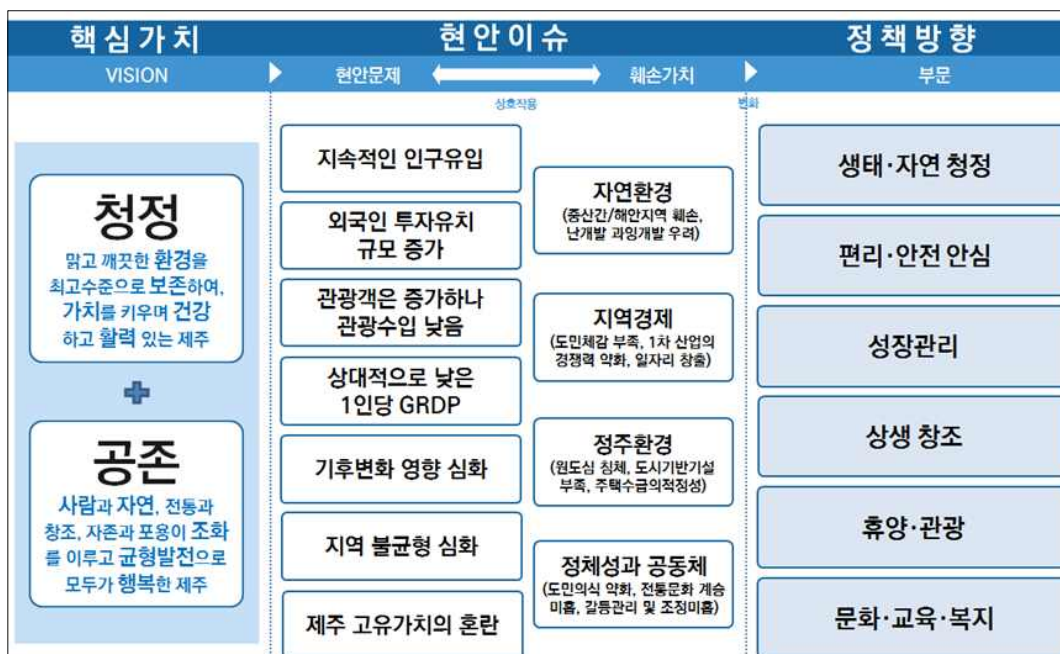 핵심가치
현안이슈
정책방향
VISION
현안문제
훼손가치
부문
상호작용
변화
청정
맑고 깨끗한 환경을
최고수준으로 보존하여,
가치를 키우며 건강
하고 활력 있는 제주
공존
사람과 자연, 전통과
창조, 자존과 포용이 조화
를 이루고 균형발전으로
모두가 행복한 제주
지속적인 인구유입
외국인 투자유치
규모 증가
관광객은 증가하나
관광수입 낮음
상대적으로 낮은
1인당 GRDP
기후변화 영향 심화
지역 불균형 심화
제주 고유가치의 혼란
자연환경
(중산간/해안지역 훼손,
난개발 과잉개발 우려)
지역경제
(도민체감 부족, 1차 산업의
경쟁력 약화, 일자리 창출)
정주환경
(원도심 침체, 도시기반기설
부족, 주택수급의적정성)
정체성과 공동체
(도민의식 약화, 전통문화 계승
미흡, 갈등관리 및 조정미흡)
생태·자연 청정
편리·안전 안심
성장관리
상생 창조
휴양·관광
문화·교육·복지